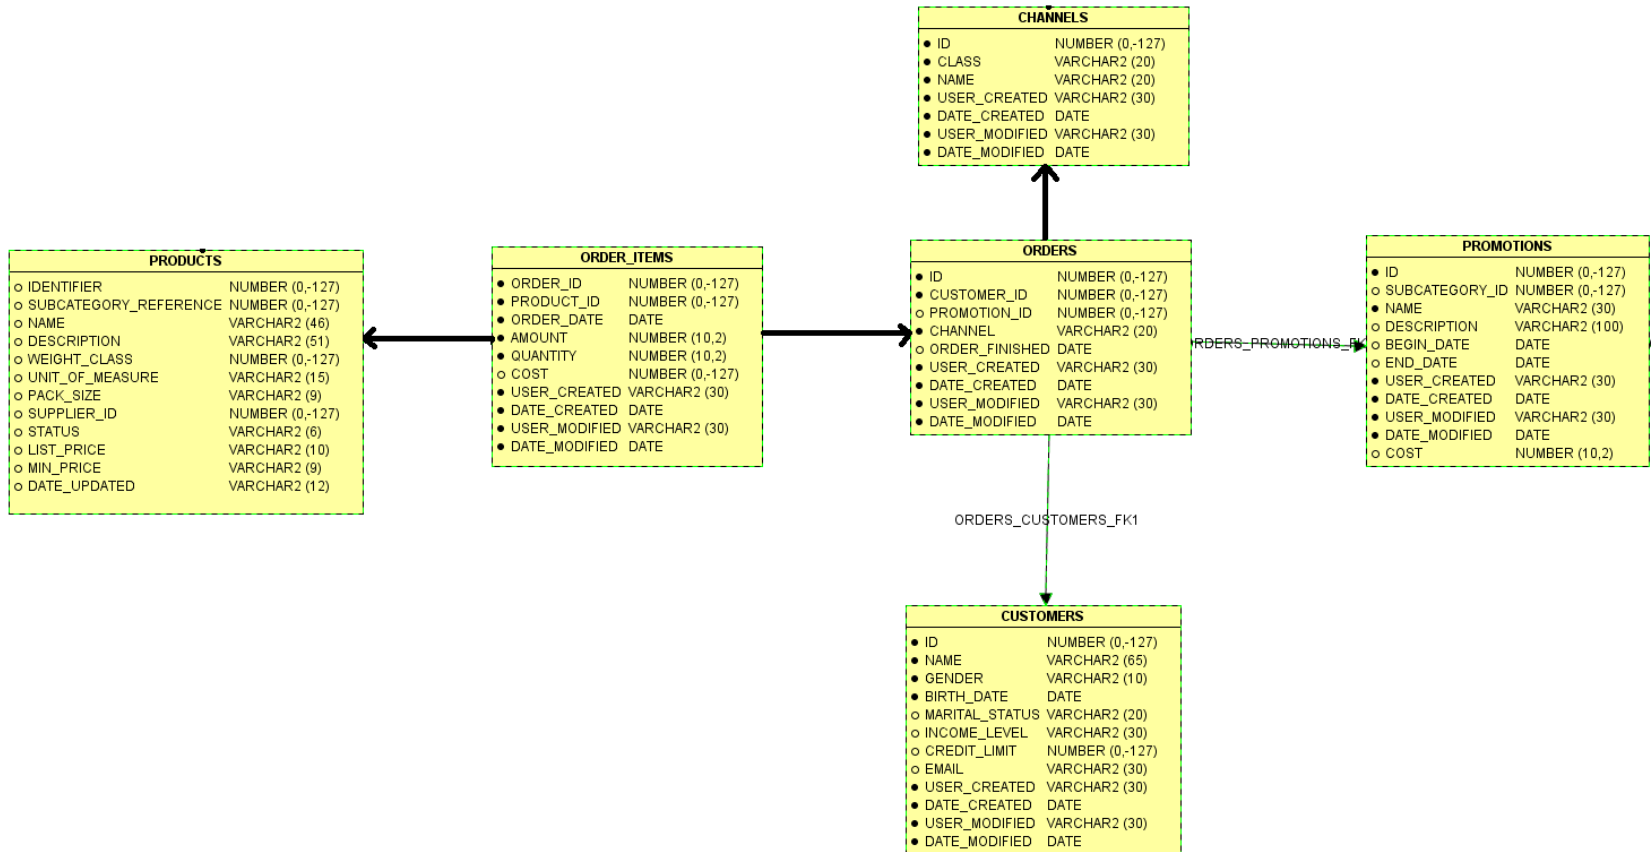 CHANNELS
ID NUMBER (0,-127)
CLASS VARCHAR2 (20)
NAME VARCHAR2 (20)
USER_CREATED VARCHAR2 (30)
DATE_CREATED DATE
USER_MODIFIED VARCHAR2 (30)
DATE_MODIFIED DATE
PRODUCTS
IDENTIFIER NUMBER (0,-127)
SUBCATEGORY_REFERENCE NUMBER (0,-127)
NAME VARCHAR2 (46)
DESCRIPTION VARCHAR2 (51)
WEIGHT_CLASS NUMBER (0,-127)
UNIT_OF_MEASURE VARCHAR2 (15)
PACK_SIZE VARCHAR2 (9)
SUPPLIER_ID NUMBER (0,-127)
STATUS VARCHAR2 (6)
LIST_PRICE VARCHAR2 (10)
MIN_PRICE VARCHAR2 (9)
DATE_UPDATED VARCHAR2 (12)
ORDER_ITEMS
ORDER_ID NUMBER (0,-127)
PRODUCT_ID NUMBER (0,-127)
ORDER_DATE DATE
AMOUNT NUMBER (10,2)
QUANTITY NUMBER (10,2)
COST NUMBER (0,-127)
USER_CREATED VARCHAR2 (30)
DATE_CREATED DATE
USER_MODIFIED VARCHAR2 (30)
DATE_MODIFIED DATE
ORDERS
ID NUMBER (0,-127)
CUSTOMER_ID NUMBER (0,-127)
PROMOTION_ID NUMBER (0,-127)
CHANNEL VARCHAR2 (20)
ORDER_FINISHED DATE
USER_CREATED VARCHAR2 (30)
DATE_CREATED DATE
USER_MODIFIED VARCHAR2 (30)
DATE_MODIFIED DATE
RDERS_PROMOTIONS_FK
PROMOTIONS
ID NUMBER (0,-127)
SUBCATEGORY_ID NUMBER (0,-127)
NAME VARCHAR2 (30)
DESCRIPTION VARCHAR2 (100)
BEGIN_DATE DATE
END_DATE DATE
USER_CREATED VARCHAR2 (30)
DATE_CREATED DATE
USER_MODIFIED VARCHAR2 (30)
DATE_MODIFIED DATE
COST NUMBER (10,2)
ORDERS_CUSTOMERS_FK1
CUSTOMERS
ID NUMBER (0,-127)
NAME VARCHAR2 (65)
GENDER VARCHAR2 (10)
BIRTH_DATE DATE
MARITAL_STATUS VARCHAR2 (20)
INCOME_LEVEL VARCHAR2 (30)
CREDIT_LIMIT NUMBER (0,-127)
EMAIL VARCHAR2 (30)
USER_CREATED VARCHAR2 (30)
DATE_CREATED DATE
USER_MODIFIED VARCHAR2 (30)
DATE_MODIFIED DATE